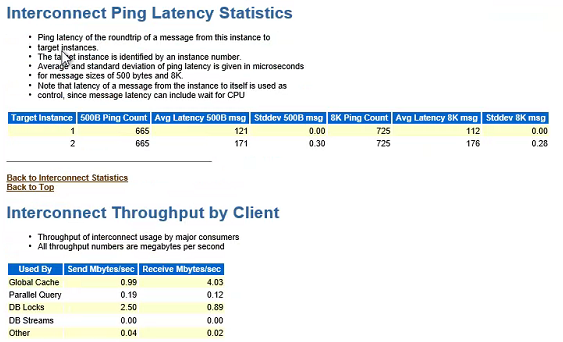 Interconnect Ping Latency Statistics
• Ping latency of the roundtrip of a message from this instance to
• target instances.
• The target instance is identified by an instance number.
• Average and standard deviation of ping latency is given in microseconds
• for message sizes of 500 bytes and 8K.
• Note that latency of a message from the instance to itself is used as
• control, since message latency can include wait for CPU
Target Instance 500B Ping Count Avg Latency 500B msg Stddev 500B msg 8K Ping Count Avg Latency 8K msg Stddev 8K msg
1 665 121 0.00 725 112 0.00
2 665 171 0.30 725 176 0.28
Back to Interconnect Statistics
Back to Top
Interconnect Throughput by Client
• Throughput of interconnect usage by major consumers
• All throughput numbers are megabytes per second
Used By Send Mbytes/sec Receive Mbytes/sec
Global Cache 0.99 4.03
Parallel Query 0.19 0.12
DB Locks 2.50 0.89
DB Streams 0.00 0.00
Other 0.04 0.02